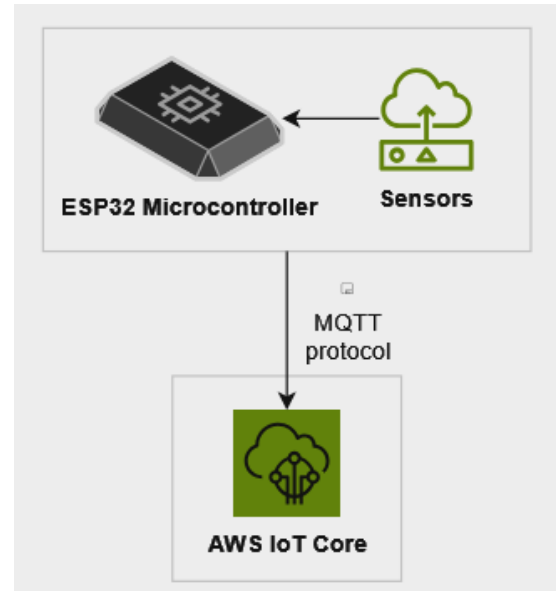 ESP32 Microcontroller
Sensors
MQTT
protocol
AWS IoT Core